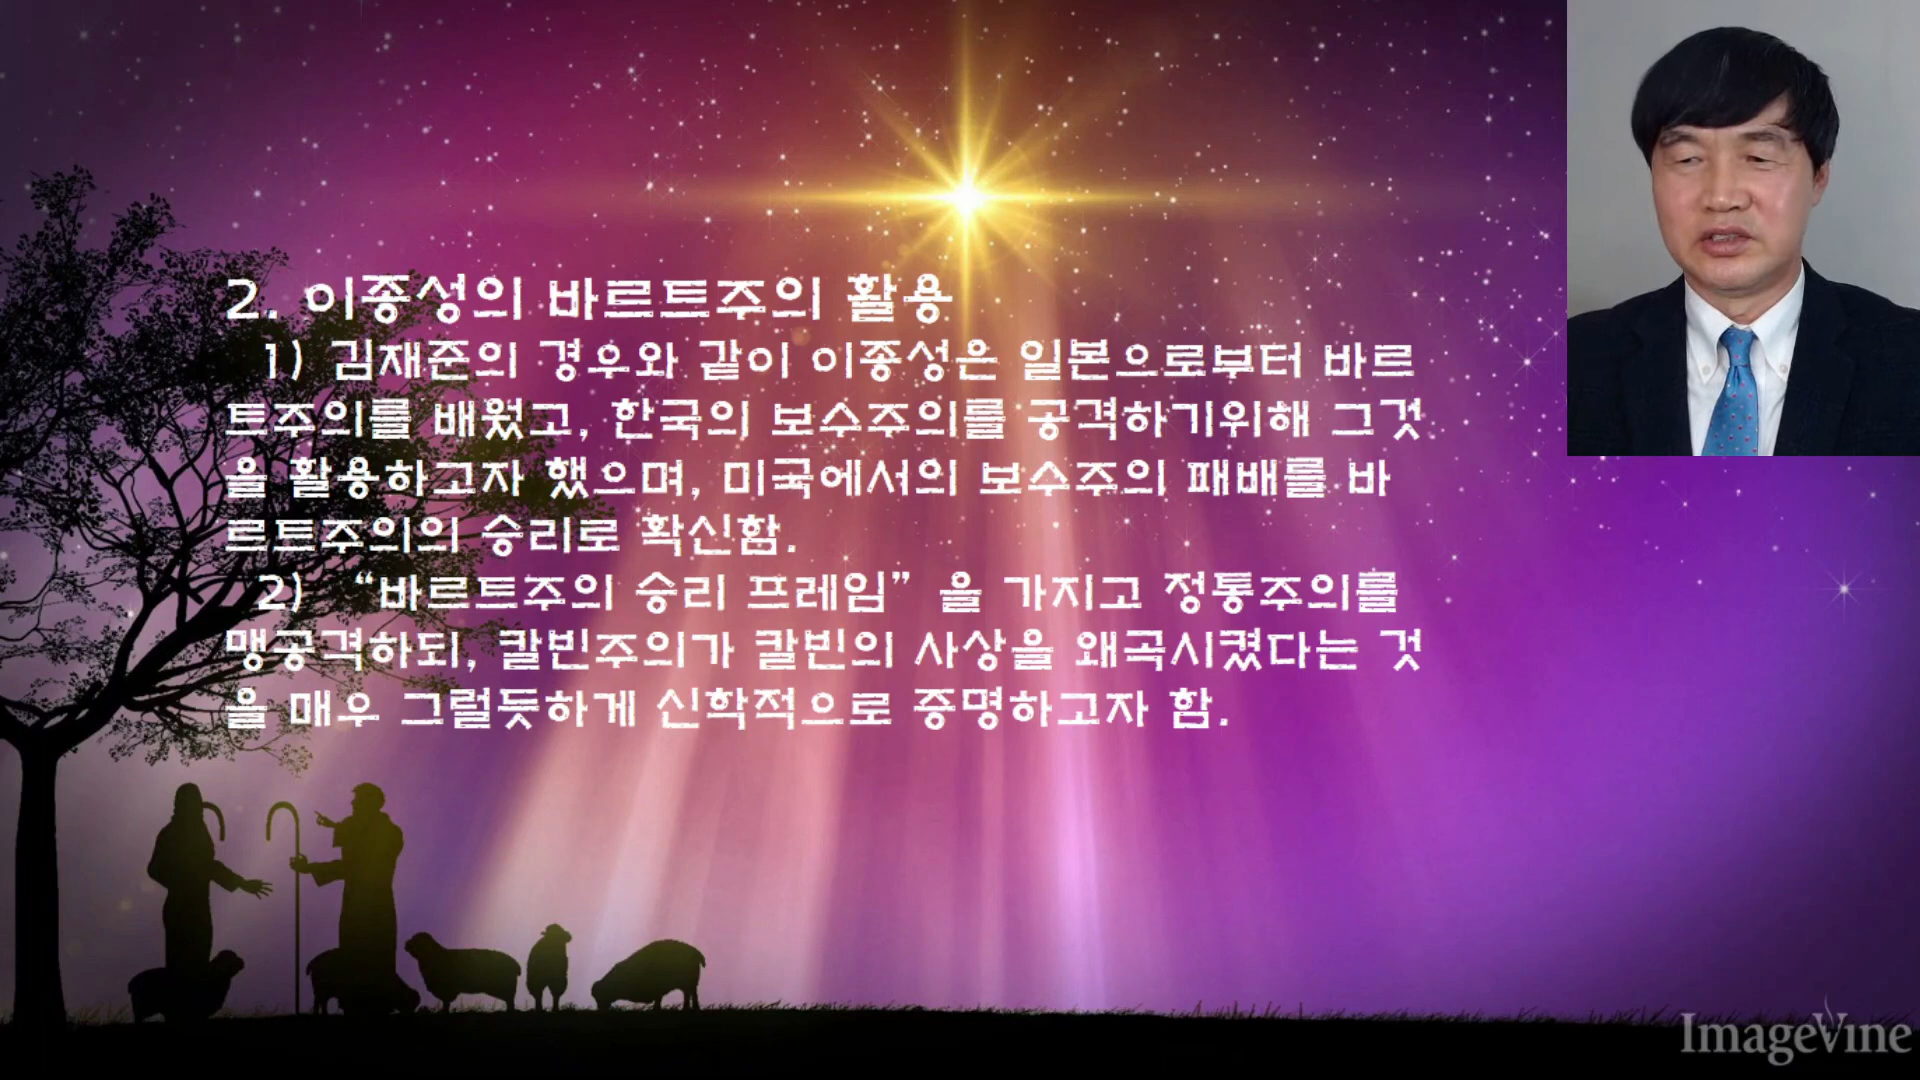 2. 이종성의 바르트주의 활용
1) 김재준의 경우와 같이 이종성은 일본으로부터 바르
트주의를 배웠고, 한국의 보수주의를 공격하기위해 그것
을 활용하고자 했으며, 미국에서의 보수주의 패배를 바
르트주의의 승리로 확신함.
2) “바르트주의 승리 프레임”을 가지고 정통주의를
맹공격하되, 칼빈주의가 칼빈의 사상을 왜곡시켰다는 것
을 매우 그럴듯하게 신학적으로 증명하고자 함.
ImageVine